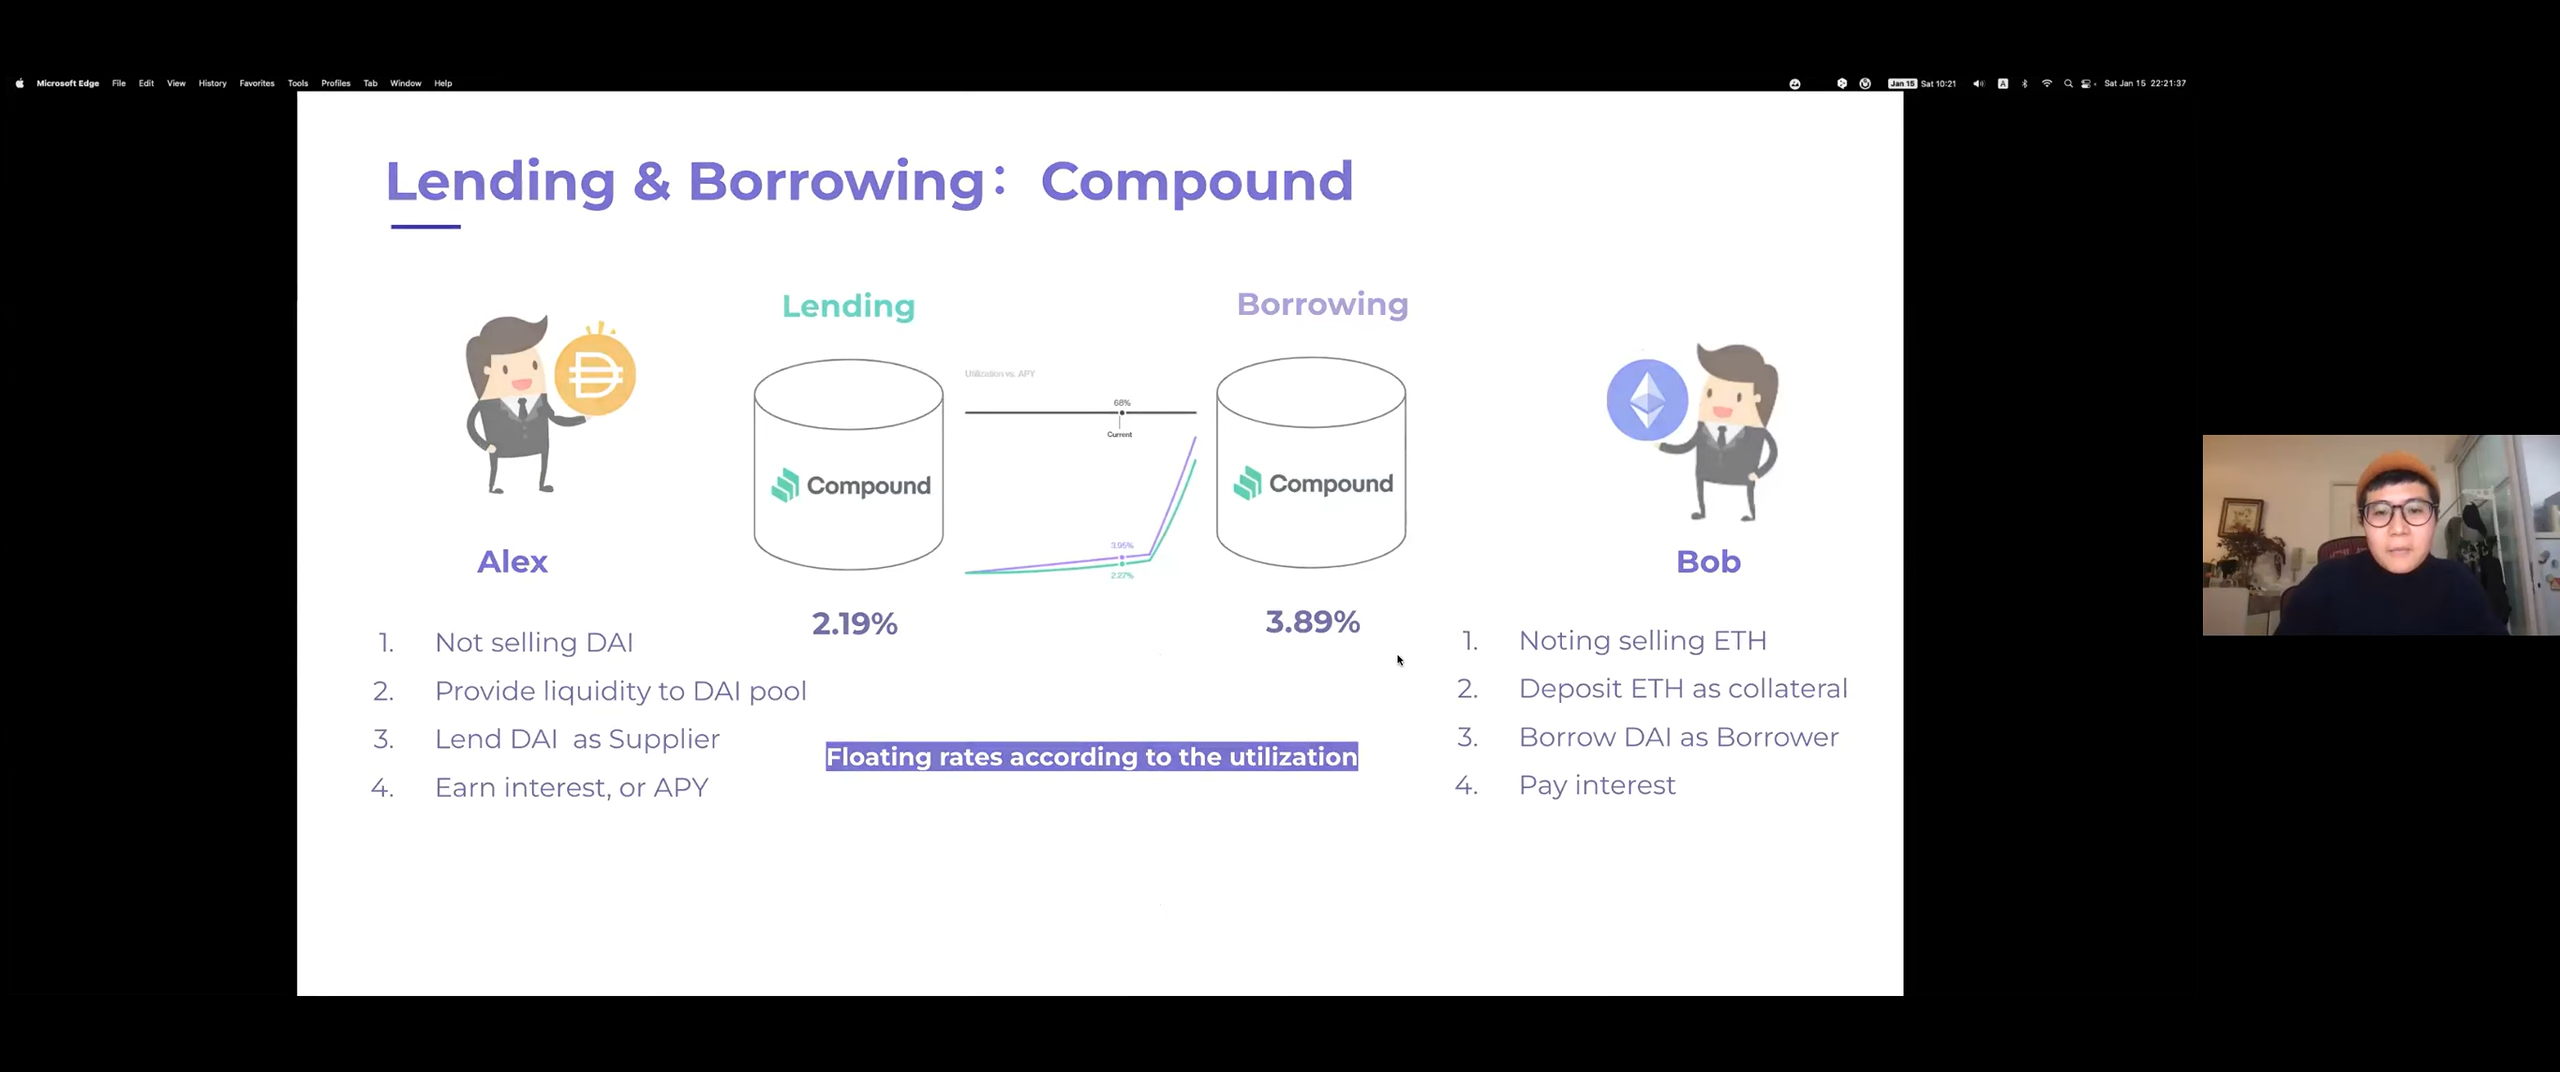 Microsoft Edge File Edit View History Favorites Tools Profiles Tab Window Help
Jan 15 Sat 10:21 A Sat Jan 15 22:21:37
Lending & Borrowing：Compound
Lending
Borrowing
Utilization vs. APY
68%
Current
Compound
Compound
3.95%
2.27%
Alex
Bob
2.19%
3.89%
1. Not selling DAI
2. Provide liquidity to DAI pool
3. Lend DAI as Supplier
4. Earn interest, or APY
Floating rates according to the utilization
1. Noting selling ETH
2. Deposit ETH as collateral
3. Borrow DAI as Borrower
4. Pay interest